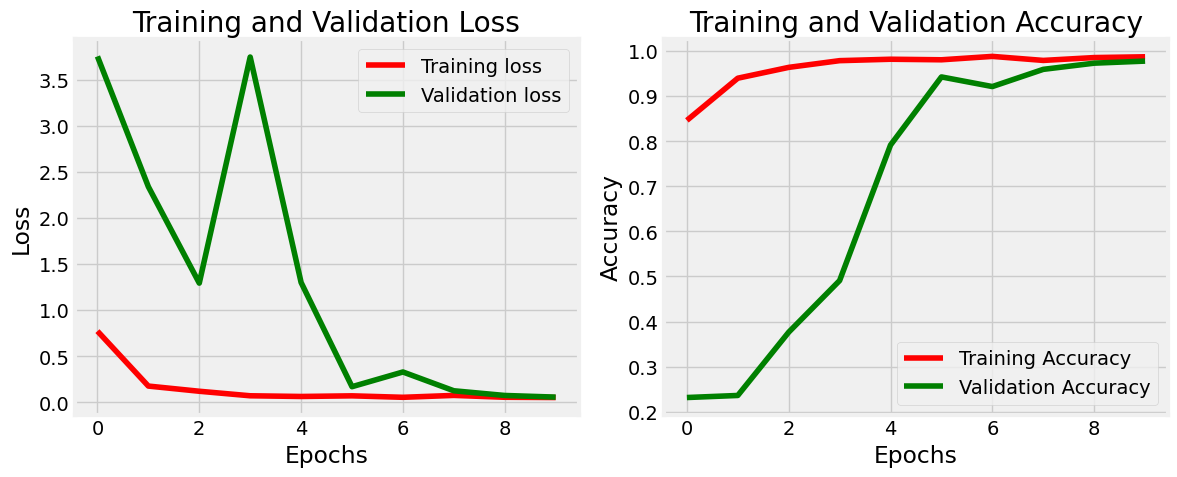 Training and Validation Loss
Training loss
Validation loss
3.5
3.0
2.5
2.0
1.5
1.0
0.5
0.0
0 2 4 6 8
Epochs
Loss
Training and Validation Accuracy
1.0
0.9
0.8
0.7
0.6
0.5
0.4
0.3
0.2
Training Accuracy
Validation Accuracy
0 2 4 6 8
Epochs
Accuracy